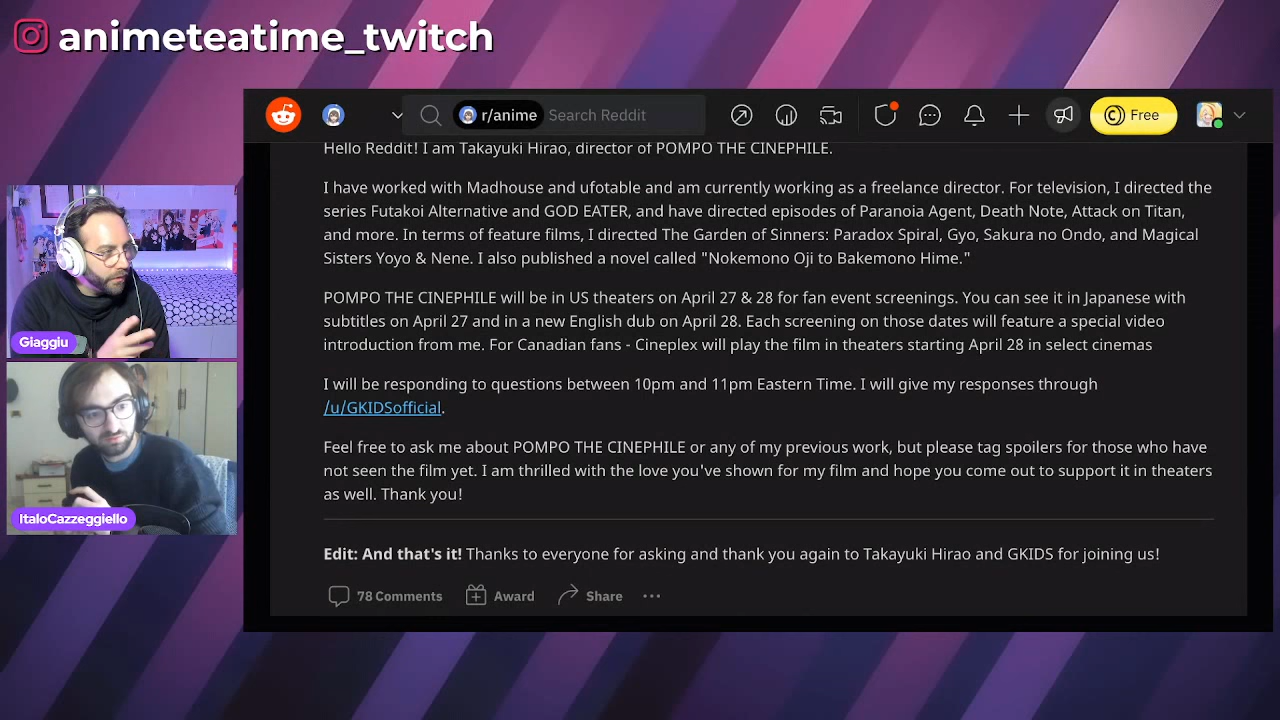 animeteatime_twitch
r/anime Search Reddit
Free
Hello Reddit! I am Takayuki Hirao, director of POMPO THE CINEPHILE.
I have worked with Madhouse and ufotable and am currently working as a freelance director. For television, I directed the
series Futakoi Alternative and GOD EATER, and have directed episodes of Paranoia Agent, Death Note, Attack on Titan,
and more. In terms of feature films, I directed The Garden of Sinners: Paradox Spiral, Gyo, Sakura no Ondo, and Magical
Sisters Yoyo & Nene. I also published a novel called "Nokemono Oji to Bakemono Hime."
POMPO THE CINEPHILE will be in US theaters on April 27 & 28 for fan event screenings. You can see it in Japanese with
subtitles on April 27 and in a new English dub on April 28. Each screening on those dates will feature a special video
introduction from me. For Canadian fans - Cineplex will play the film in theaters starting April 28 in select cinemas
I will be responding to questions between 10pm and 11pm Eastern Time. I will give my responses through
/u/GKIDSofficial.
Feel free to ask me about POMPO THE CINEPHILE or any of my previous work, but please tag spoilers for those who have
not seen the film yet. I am thrilled with the love you've shown for my film and hope you come out to support it in theaters
as well. Thank you!
Edit: And that's it! Thanks to everyone for asking and thank you again to Takayuki Hirao and GKIDS for joining us!
78 Comments Award Share
Giaggiu
ItaloCazzeggiello